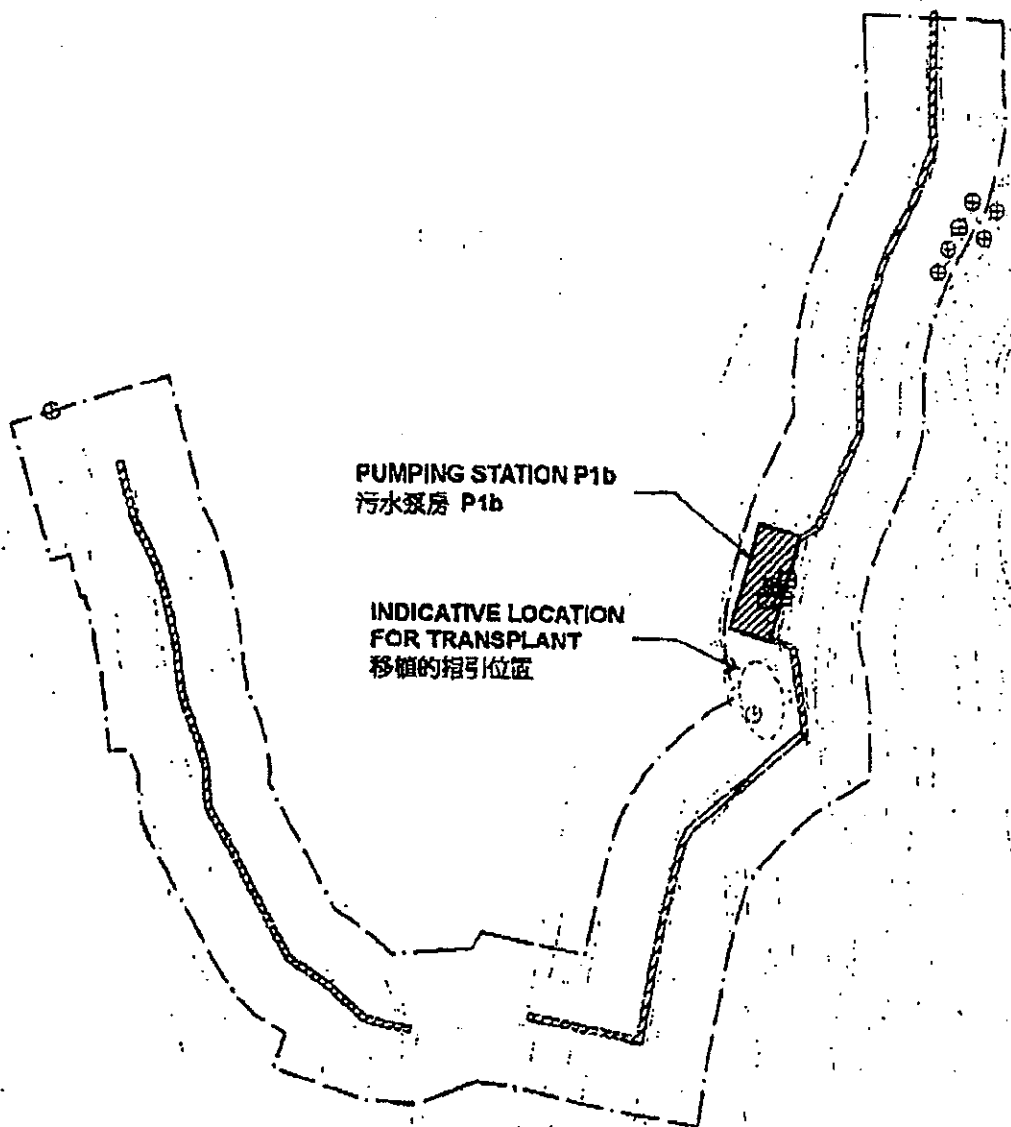 PUMPING STATION P1b
污水泵房 P1b
INDICATIVE LOCATION
FOR TRANSPLANT
移植的指引位置